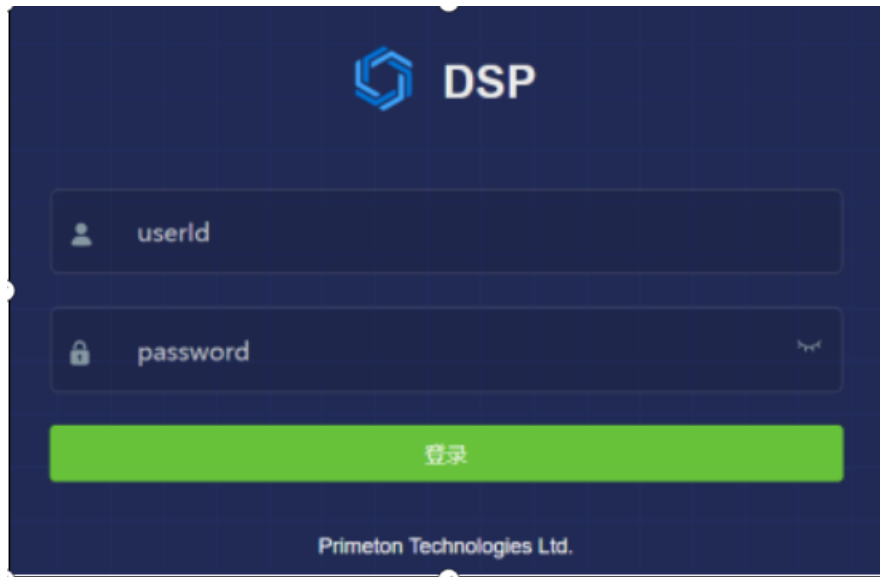 DSP
userId
password
登录
Primeton Technologies Ltd.